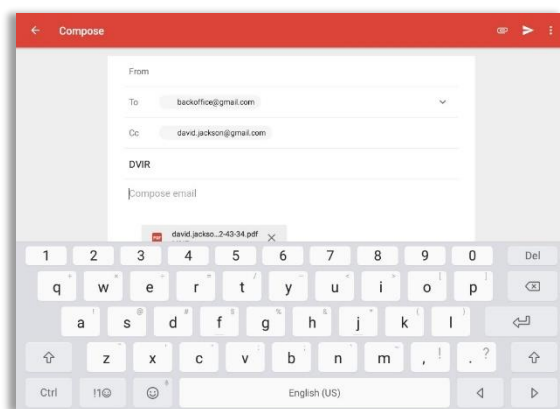 Compose
From
To backoffice@gmail.com
Cc david.jackson@gmail.com
DVIR
Compose email
PDF david.jackso...2-43-34.pdf
1 2 3 4 5 6 7 8 9 0 Del
q w e r t y u i o p
a s d f g h j k l
z x c v b n m , ! . ?
Ctrl !1☺ English (US)